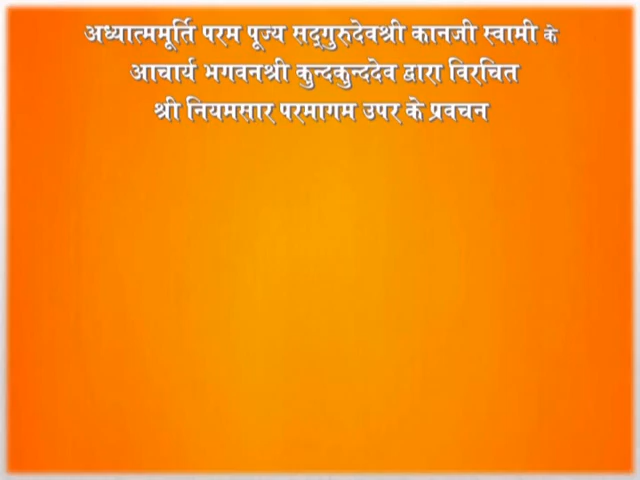 अध्यात्ममूर्ति परम पूज्य सद्गुरुदेवश्री कानजी स्वामी के
आचार्य भगवनश्री कुन्दकुन्ददेव द्वारा विरचित
श्री नियमसार परमागम उपर के प्रवचन